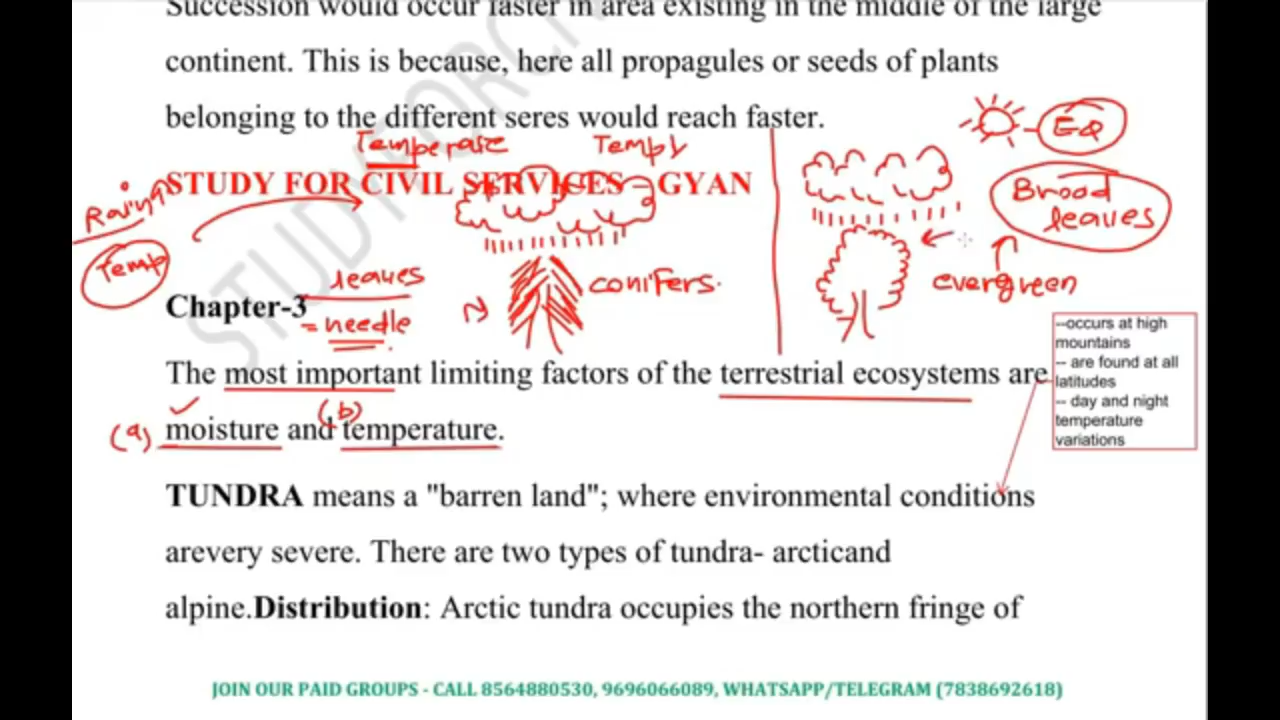 Succession would occur faster in area existing in the middle of the large
continent. This is because, here all propagules or seeds of plants
belonging to the different seres would reach faster.
EQ
Temperate
STUDY FOR CIVIL SERVICES – GYAN
Broad
leaves
Temp
leaves
conifers.
evergreen
Chapter-3
= needle
--occurs at high
mountains
-- are found at all
latitudes
-- day and night
temperature
variations
The most important limiting factors of the terrestrial ecosystems are
(b)
(a) moisture and temperature.
TUNDRA means a "barren land"; where environmental conditions
arevery severe. There are two types of tundra- arcticand
alpine.Distribution: Arctic tundra occupies the northern fringe of
JOIN OUR PAID GROUPS - CALL 8564880530, 9696066089, WHATSAPP/TELEGRAM (7838692618)